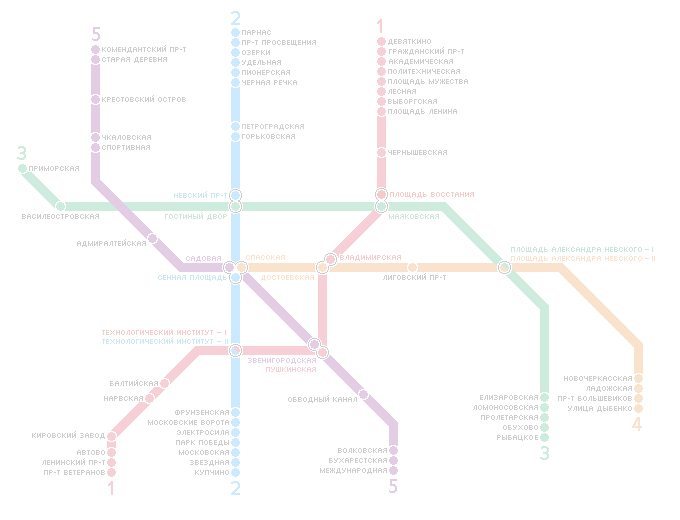 2
1
5
ПАРНАС
ПР-Т ПРОСВЕЩЕНИЯ
ОЗЕРКИ
УДЕЛЬНАЯ
ПИОНЕРСКАЯ
ЧЕРНАЯ РЕЧКА
ДЕВЯТКИНО
ГРАЖДАНСКИЙ ПР-Т
АКАДЕМИЧЕСКАЯ
ПОЛИТЕХНИЧЕСКАЯ
ПЛОЩАДЬ МУЖЕСТВА
ЛЕСНАЯ
ВЫБОРГСКАЯ
ПЛОЩАДЬ ЛЕНИНА
КОМЕНДАНТСКИЙ ПР-Т
СТАРАЯ ДЕРЕВНЯ
КРЕСТОВСКИЙ ОСТРОВ
ЧКАЛОВСКАЯ
СПОРТИВНАЯ
ПЕТРОГРАДСКАЯ
ГОРЬКОВСКАЯ
ЧЕРНЫШЕВСКАЯ
3
ПРИМОРСКАЯ
ВАСИЛЕОСТРОВСКАЯ
НЕВСКИЙ ПР-Т
ГОСТИНЫЙ ДВОР
ПЛОЩАДЬ ВОССТАНИЛ
МАЯКОВСКАЯ
АДМИРАЛТЕЙСКАЯ
САДОВАЯ
СПАССКАЯ
СЕННАЯ ПЛОЩАДЬ
ВЛАДИМИРСКАЯ
ДОСТОЕВСКАЯ
ЛИГОВСКИЙ ПР-Т
ПЛОЩАДЬ АЛЕКСАНДРА НЕВСКОГО - I
ПЛОЩАДЬ АЛЕКСАНДРА НЕВСКОГО - II
ТЕХНОЛОГИЧЕСКИЙ ИНСТИТУТ - I
ТЕХНОЛОГИЧЕСКИЙ ИНСТИТУТ - II
ЗВЕНИГОРОДСКАЯ
ПУШКИНСКАЯ
БАЛТИЙСКАЯ
НАРВСКАЯ
КИРОВСКИЙ ЗАВОД
АВТОВО
ЛЕНИНСКИЙ ПР-Т
ПР-Т ВЕТЕРАНОВ
1
ФРУНЗЕНСКАЯ
МОСКОВСКИЕ ВОРОТА
ЭЛЕКТРОСИЛА
ПАРК ПОБЕДЫ
МОСКОВСКАЯ
ЗВЕЗДНАЯ
КУПЧИНО
2
ОБВОДНЫЙ КАНАЛ
ВОЛКОВСКАЯ
БУХАРЕСТСКАЯ
МЕЖДУНАРОДНАЯ
5
ЕЛИЗАРОВСКАЯ
ЛОМОНОСОВСКАЯ
ПРОЛЕТАРСКАЯ
ОБУХОВО
РЫБАЦКОЕ
3
НОВОЧЕРКАССКАЯ
ЛАДОЖСКАЯ
ПР-Т БОЛЬШЕВИКОВ
УЛИЦА ДЫБЕНКО
4